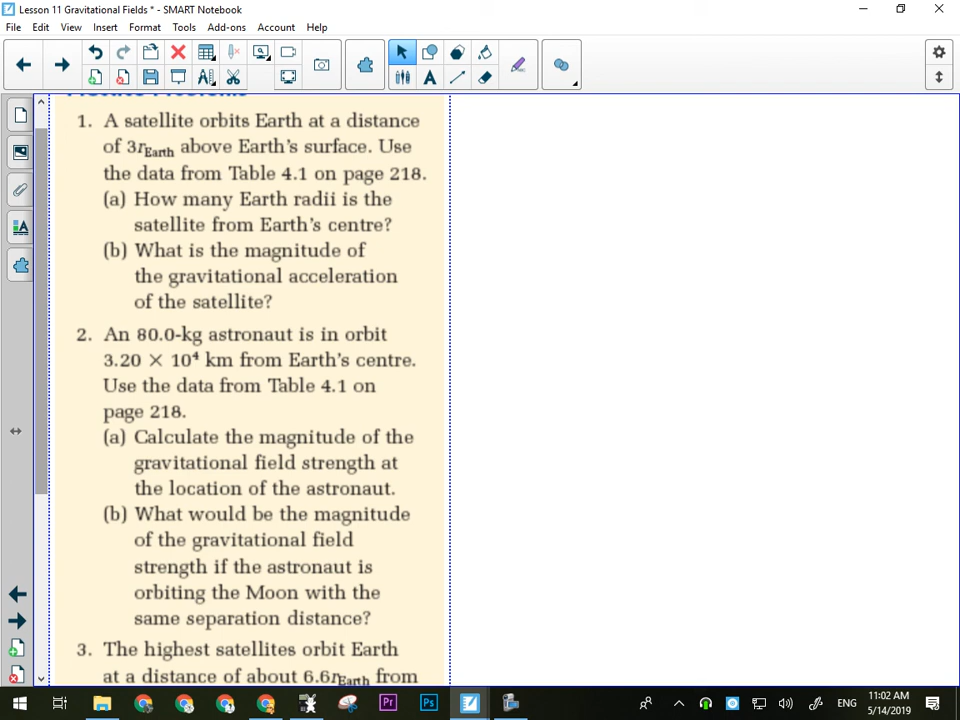 Lesson 11 Gravitational Fields * - SMART Notebook
File Edit View Insert Format Tools Add-ons Account Help
1. A satellite orbits Earth at a distance
of 3rEarth above Earth's surface. Use
the data from Table 4.1 on page 218.
(a) How many Earth radii is the
satellite from Earth's centre?
(b) What is the magnitude of
the gravitational acceleration
of the satellite?
2. An 80.0-kg astronaut is in orbit
3.20 × 10⁴ km from Earth's centre.
Use the data from Table 4.1 on
page 218.
(a) Calculate the magnitude of the
gravitational field strength at
the location of the astronaut.
(b) What would be the magnitude
of the gravitational field
strength if the astronaut is
orbiting the Moon with the
same separation distance?
3. The highest satellites orbit Earth
at a distance of about 6.6rEarth from
Pr Ps ENG
11:02 AM
5/14/2019